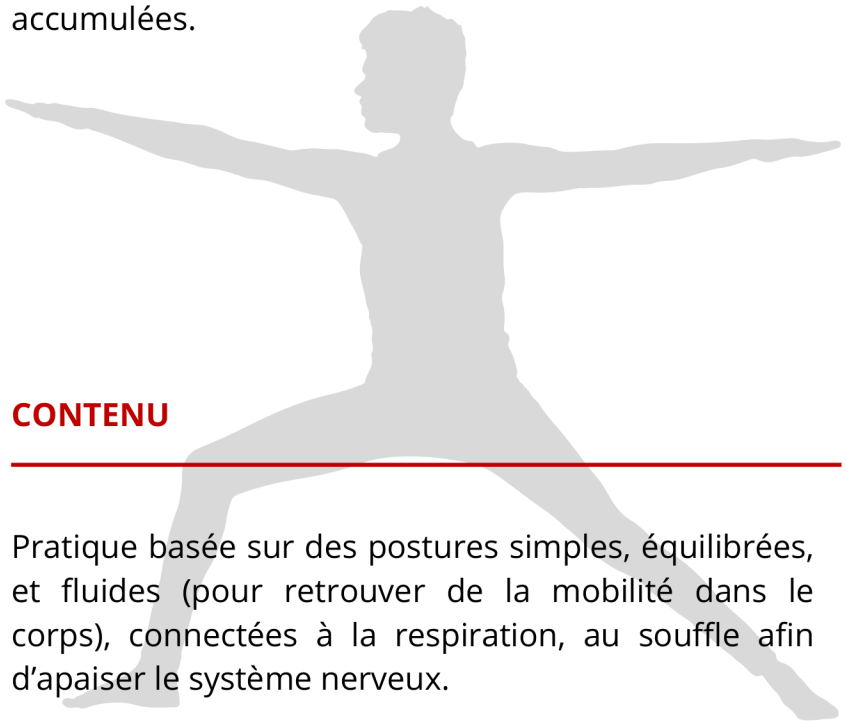 accumulées.
CONTENU
Pratique basée sur des postures simples, équilibrées,
et fluides (pour retrouver de la mobilité dans le
corps), connectées à la respiration, au souffle afin
d’apaiser le système nerveux.